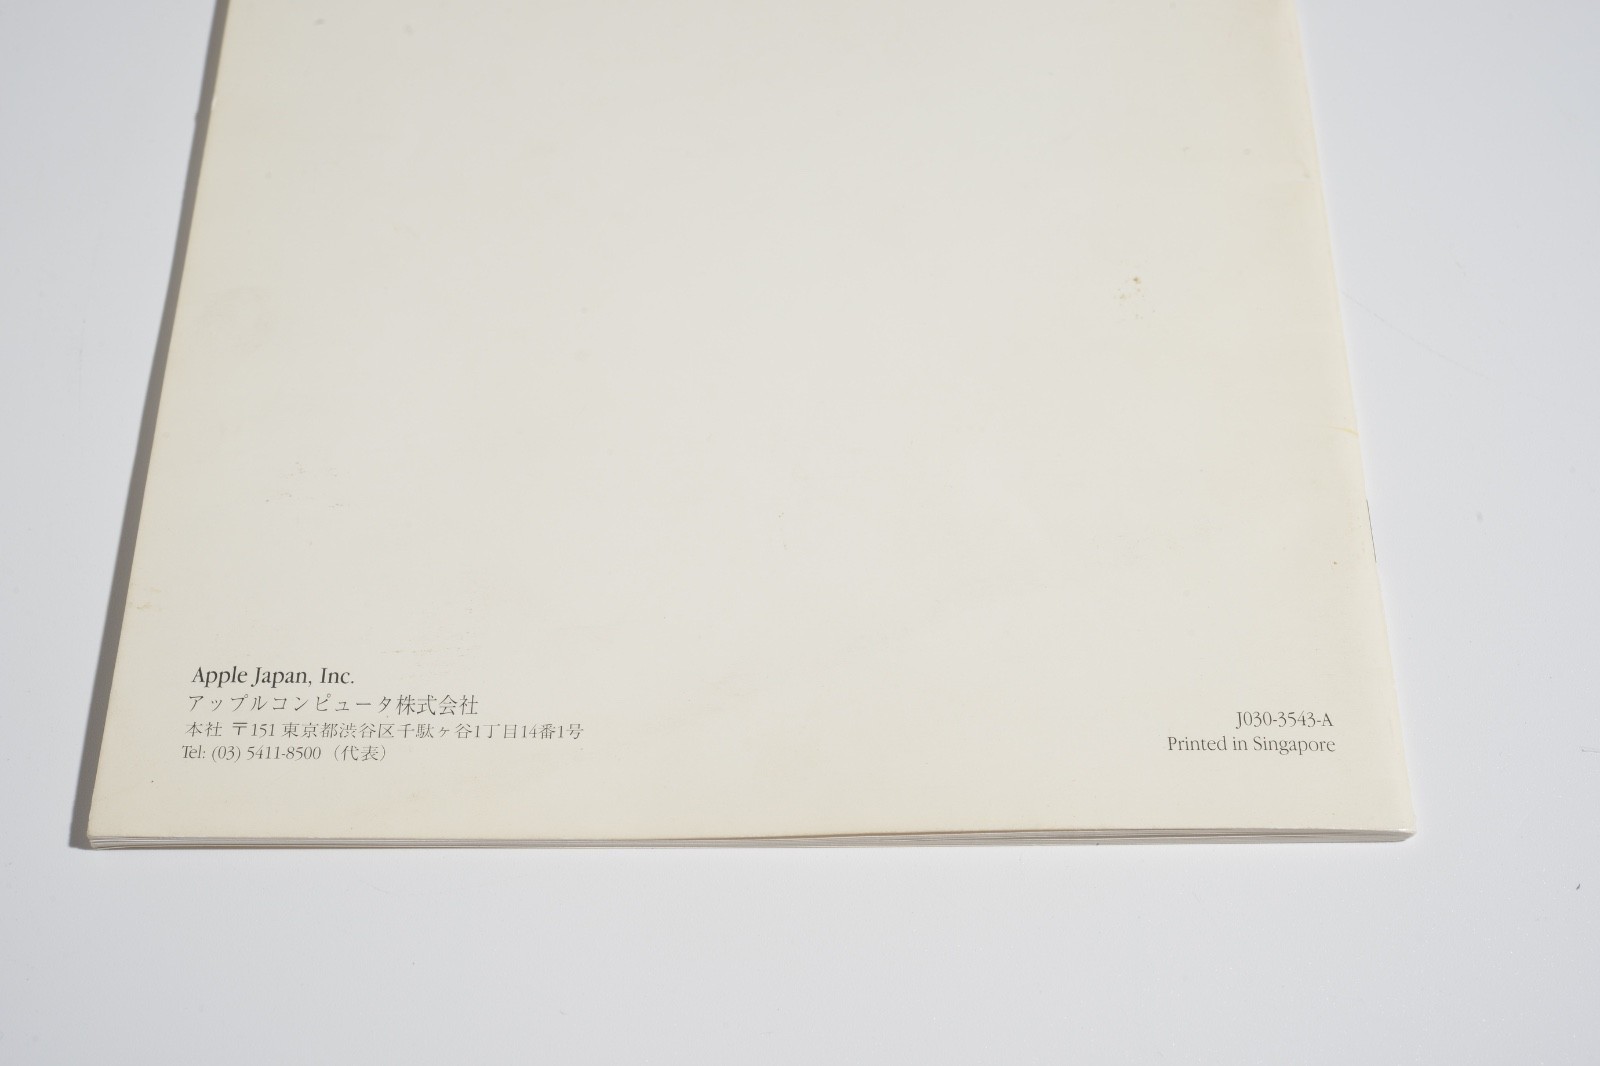 Apple Japan, Inc.
アップルコンピュータ株式会社
本社 〒151 東京都渋谷区千駄ヶ谷1丁目14番1号
Tel: (03) 5411-8500（代表）
J030-3543-A
Printed in Singapore